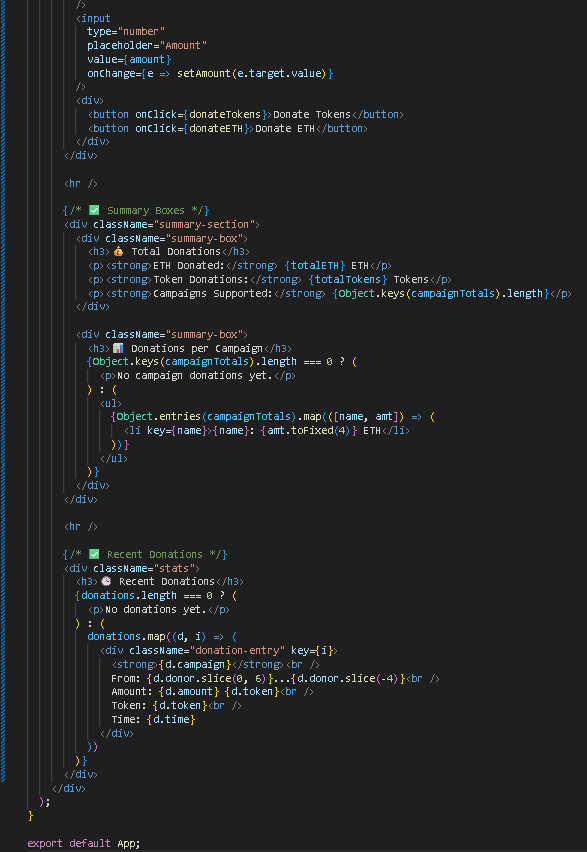 />
<input
type="number"
placeholder="Amount"
value={amount}
onChange={e => setAmount(e.target.value)}
/>
<div>
<button onClick={donateTokens}>Donate Tokens</button>
<button onClick={donateETH}>Donate ETH</button>
</div>
</div>
<hr />
{/* ✅ Summary Boxes */}
<div className="summary-section">
<div className="summary-box">
<h3>💰 Total Donations</h3>
<p><strong>ETH Donated:</strong> {totalETH} ETH</p>
<p><strong>Token Donations:</strong> {totalTokens} Tokens</p>
<p><strong>Campaigns Supported:</strong> {Object.keys(campaignTotals).length}</p>
</div>
<div className="summary-box">
<h3>📊 Donations per Campaign</h3>
{Object.keys(campaignTotals).length === 0 ? (
<p>No campaign donations yet.</p>
) : (
<ul>
{Object.entries(campaignTotals).map(([name, amt]) => (
<li key={name}>{name}: {amt.toFixed(4)} ETH</li>
))}
</ul>
)}
</div>
</div>
<hr />
{/* ✅ Recent Donations */}
<div className="stats">
<h3>🕒 Recent Donations</h3>
{donations.length === 0 ? (
<p>No donations yet.</p>
) : (
donations.map((d, i) => (
<div className="donation-entry" key={i}>
<strong>{d.campaign}</strong><br />
From: {d.donor.slice(0, 6)}...{d.donor.slice(-4)}<br />
Amount: {d.amount} {d.token}<br />
Token: {d.token}<br />
Time: {d.time}
</div>
))
)}
</div>
</div>
);
}
export default App;